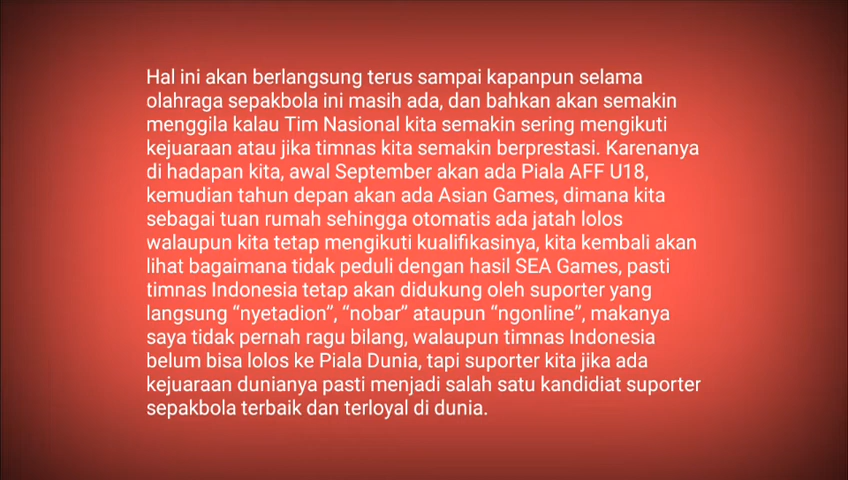 Hal ini akan berlangsung terus sampai kapanpun selama
olahraga sepakbola ini masih ada, dan bahkan akan semakin
menggila kalau Tim Nasional kita semakin sering mengikuti
kejuaraan atau jika timnas kita semakin berprestasi. Karenanya
di hadapan kita, awal September akan ada Piala AFF U18,
kemudian tahun depan akan ada Asian Games, dimana kita
sebagai tuan rumah sehingga otomatis ada jatah lolos
walaupun kita tetap mengikuti kualifikasinya, kita kembali akan
lihat bagaimana tidak peduli dengan hasil SEA Games, pasti
timnas Indonesia tetap akan didukung oleh suporter yang
langsung “nyetadion”, “nobar” ataupun “ngonline”, makanya
saya tidak pernah ragu bilang, walaupun timnas Indonesia
belum bisa lolos ke Piala Dunia, tapi suporter kita jika ada
kejuaraan dunianya pasti menjadi salah satu kandidiat suporter
sepakbola terbaik dan terloyal di dunia.